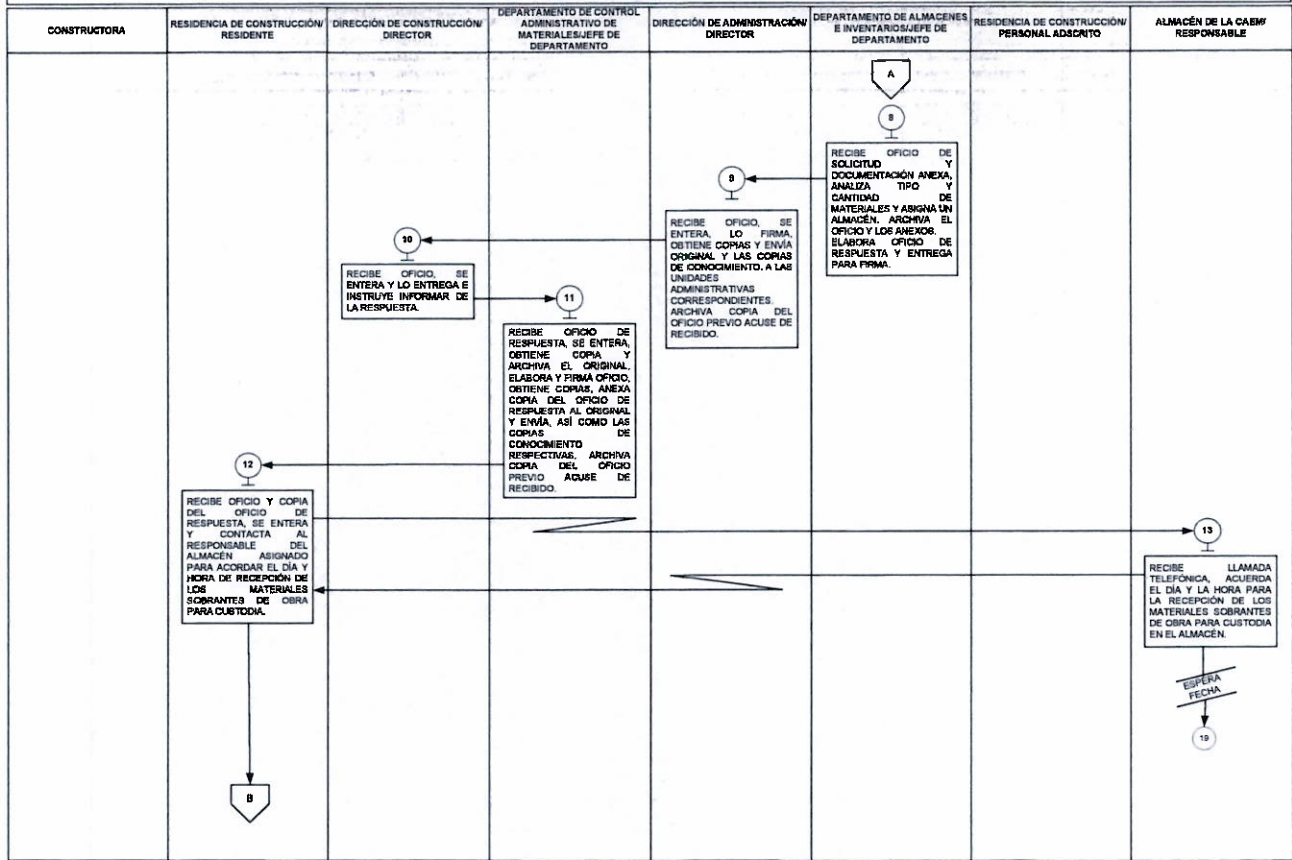 CONSTRUCTORA
RESIDENCIA DE CONSTRUCCIÓN/
RESIDENTE
DIRECCIÓN DE CONSTRUCCIÓN/
DIRECTOR
DEPARTAMENTO DE CONTROL
ADMINISTRATIVO DE
MATERIALES/JEFE DE
DEPARTAMENTO
DIRECCIÓN DE ADMINISTRACIÓN/
DIRECTOR
DEPARTAMENTO DE ALMACENES
E INVENTARIOS/JEFE DE
DEPARTAMENTO
RESIDENCIA DE CONSTRUCCIÓN/
PERSONAL ADSCRITO
ALMACÉN DE LA CAEM/
RESPONSABLE
A
8
RECIBE OFICIO DE
SOLICITUD Y
DOCUMENTACIÓN ANEXA,
ANALIZA TIPO Y
CANTIDAD DE
MATERIALES Y ASIGNA UN
ALMACÉN. ARCHIVA EL
OFICIO Y LOS ANEXOS.
ELABORA OFICIO DE
RESPUESTA Y ENTREGA
PARA FIRMA.
9
RECIBE OFICIO, SE
ENTERA, LO FIRMA,
OBTIENE COPIAS Y ENVÍA
ORIGINAL Y LAS COPIAS
DE CONOCIMIENTO. A LAS
UNIDADES
ADMINISTRATIVAS
CORRESPONDIENTES.
ARCHIVA COPIA DEL
OFICIO PREVIO ACUSE DE
RECIBIDO.
10
RECIBE OFICIO, SE
ENTERA Y LO ENTREGA E
INSTRUYE INFORMAR DE
LA RESPUESTA.
11
RECIBE OFICIO DE
RESPUESTA, SE ENTERA,
OBTIENE COPIA Y
ARCHIVA EL ORIGINAL,
ELABORA Y FIRMA OFICIO,
OBTIENE COPIAS, ANEXA
COPIA DEL OFICIO DE
RESPUESTA AL ORIGINAL
Y ENVÍA, ASÍ COMO LAS
COPIAS DE
CONOCIMIENTO
RESPECTIVAS, ARCHIVA
COPIA DEL OFICIO
PREVIO ACUSE DE
RECIBIDO.
12
RECIBE OFICIO Y COPIA
DEL OFICIO DE
RESPUESTA, SE ENTERA
Y CONTACTA AL
RESPONSABLE DEL
ALMACÉN ASIGNADO
PARA ACORDAR EL DÍA Y
HORA DE RECEPCIÓN DE
LOS MATERIALES
SOBRANTES DE OBRA
PARA CUSTODIA.
13
RECIBE LLAMADA
TELEFÓNICA, ACUERDA
EL DÍA Y LA HORA PARA
LA RECEPCIÓN DE LOS
MATERIALES SOBRANTES
DE OBRA PARA CUSTODIA
EN EL ALMACÉN.
ESPERA
FECHA
19
B